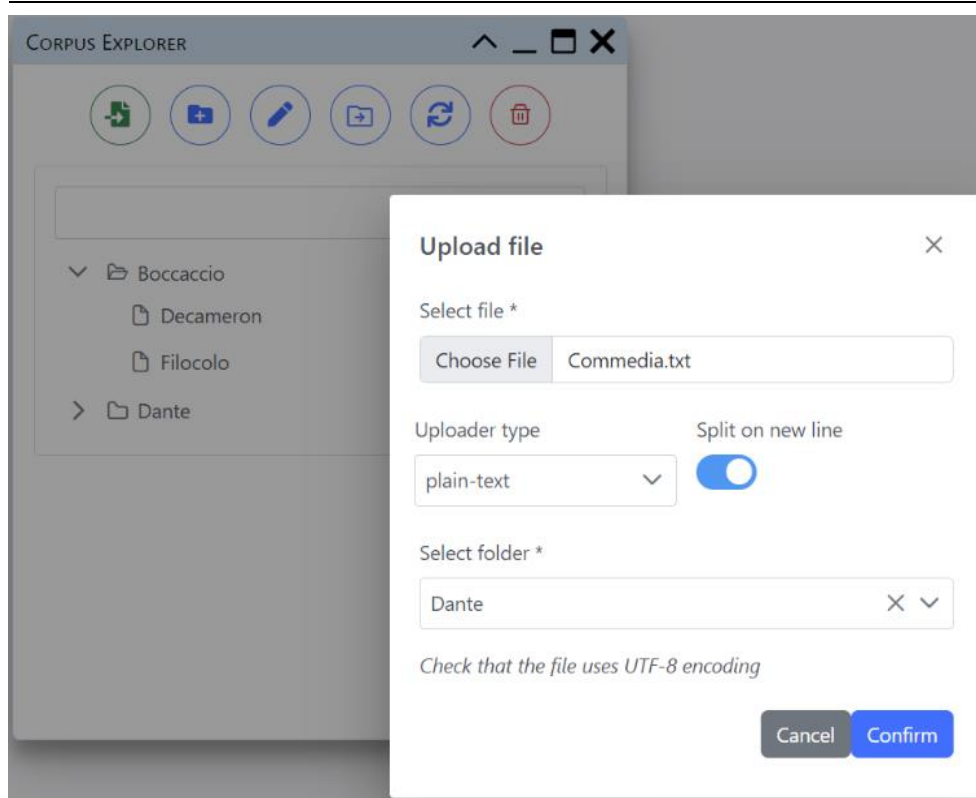 CORPUS EXPLORER
Upload file
Select file *
Choose File Commedia.txt
Boccaccio
Decameron
Filocolo
Dante
Uploader type Split on new line
plain-text
Select folder *
Dante
Check that the file uses UTF-8 encoding
Cancel Confirm